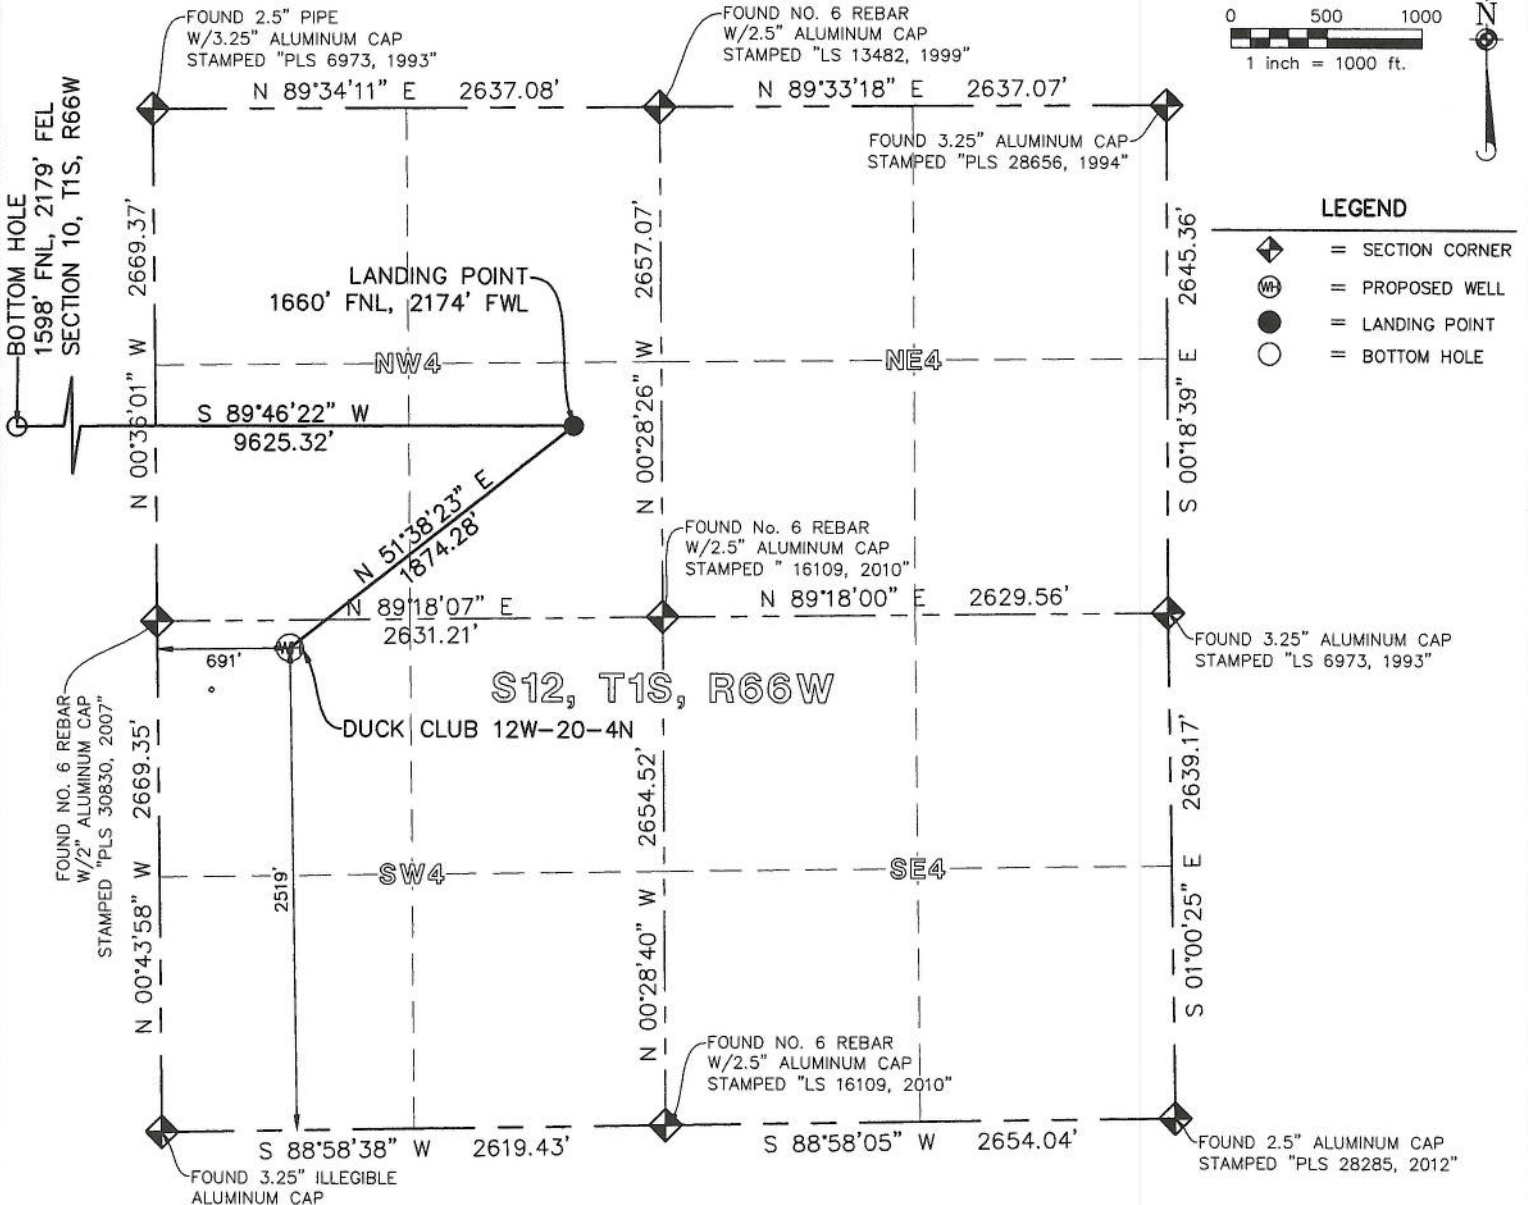 FOUND 2.5" PIPE
W/3.25" ALUMINUM CAP
STAMPED "PLS 6973, 1993"
FOUND NO. 6 REBAR
W/2.5" ALUMINUM CAP
STAMPED "LS 13482, 1999"
0 500 1000
1 inch = 1000 ft.
N
N 89°34'11" E 2637.08'
N 89°33'18" E 2637.07'
FOUND 3.25" ALUMINUM CAP
STAMPED "PLS 28656, 1994"
BOTTOM HOLE
1598' FNL, 2179' FEL
SECTION 10, T1S, R66W
LEGEND
= SECTION CORNER
WH = PROPOSED WELL
= LANDING POINT
= BOTTOM HOLE
N 00°36'01" W 2669.37'
N 00°28'26" W 2657.07'
S 00°18'39" E 2645.36'
LANDING POINT
1660' FNL, 2174' FWL
NW4
NE4
S 89°46'22" W
9625.32'
N 51°38'23" E
1874.28'
FOUND No. 6 REBAR
W/2.5" ALUMINUM CAP
STAMPED " 16109, 2010"
N 89°18'07" E
2631.21'
N 89°18'00" E 2629.56'
FOUND 3.25" ALUMINUM CAP
STAMPED "LS 6973, 1993"
WH
691'
S12, T1S, R66W
DUCK CLUB 12W-20-4N
FOUND NO. 6 REBAR
W/2" ALUMINUM CAP
STAMPED "PLS 30830, 2007"
N 00°43'58" W 2669.35'
2519'
N 00°28'40" W 2654.52'
S 01°00'25" E 2639.17'
SW4
SE4
FOUND NO. 6 REBAR
W/2.5" ALUMINUM CAP
STAMPED "LS 16109, 2010"
S 88°58'38" W 2619.43'
S 88°58'05" W 2654.04'
FOUND 3.25" ILLEGIBLE
ALUMINUM CAP
FOUND 2.5" ALUMINUM CAP
STAMPED "PLS 28285, 2012"